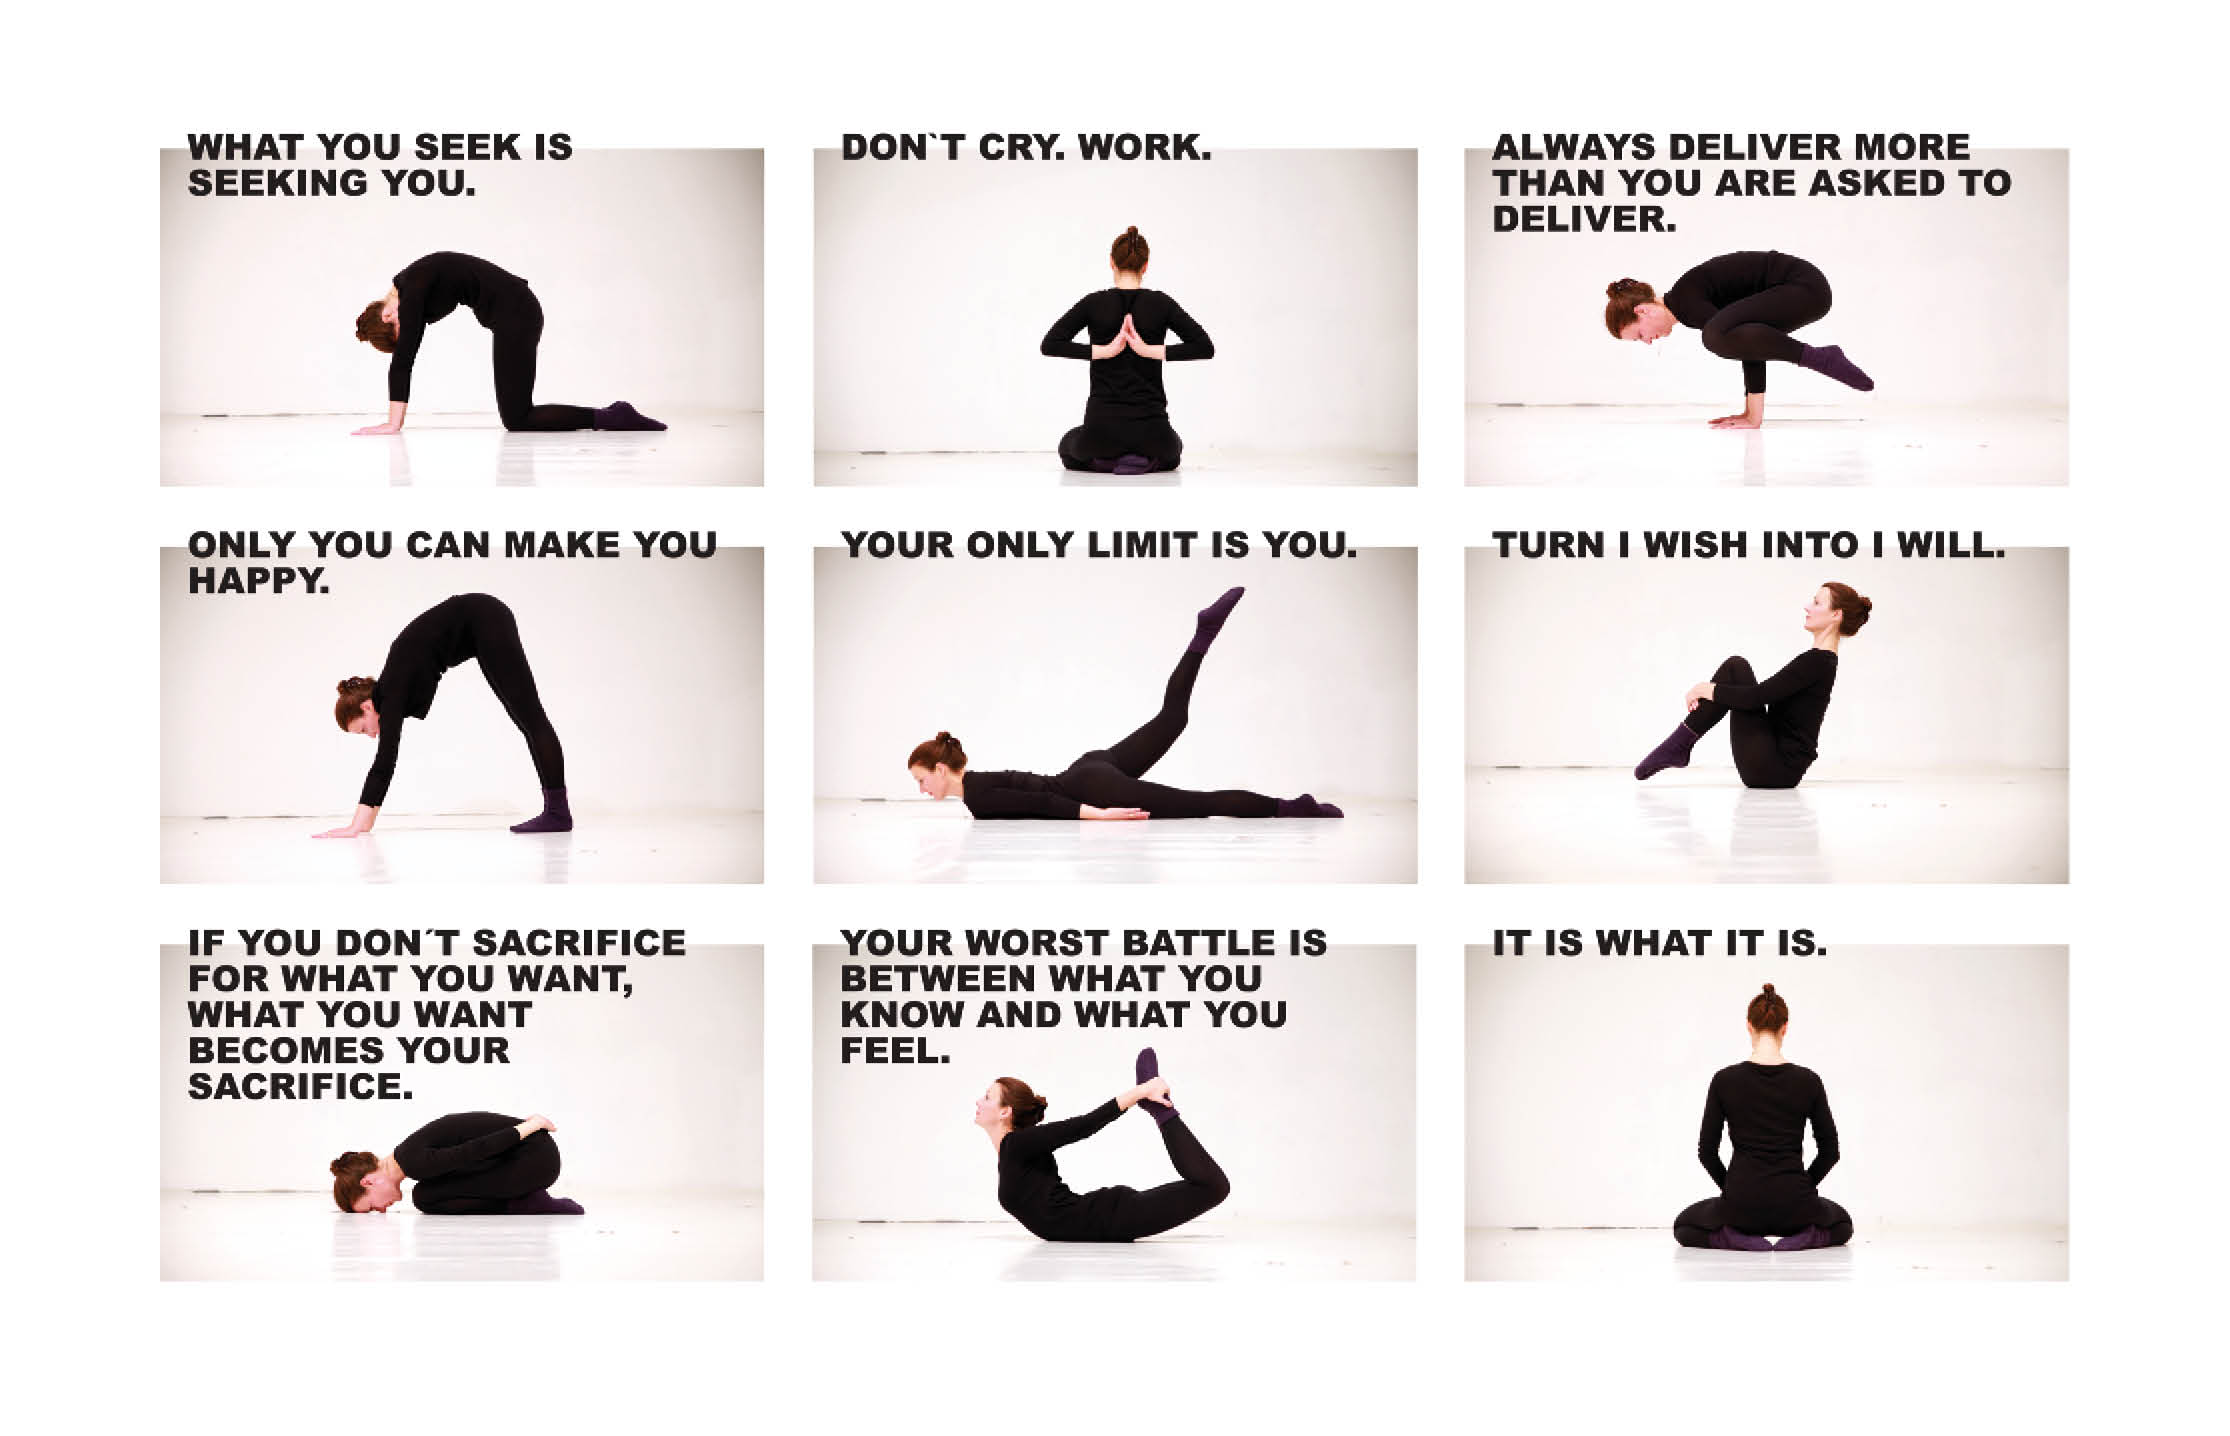 WHAT YOU SEEK IS
SEEKING YOU.
DON`T CRY. WORK.
ALWAYS DELIVER MORE
THAN YOU ARE ASKED TO
DELIVER.
ONLY YOU CAN MAKE YOU
HAPPY.
YOUR ONLY LIMIT IS YOU.
TURN I WISH INTO I WILL.
IF YOU DON´T SACRIFICE
FOR WHAT YOU WANT,
WHAT YOU WANT
BECOMES YOUR
SACRIFICE.
YOUR WORST BATTLE IS
BETWEEN WHAT YOU
KNOW AND WHAT YOU
FEEL.
IT IS WHAT IT IS.